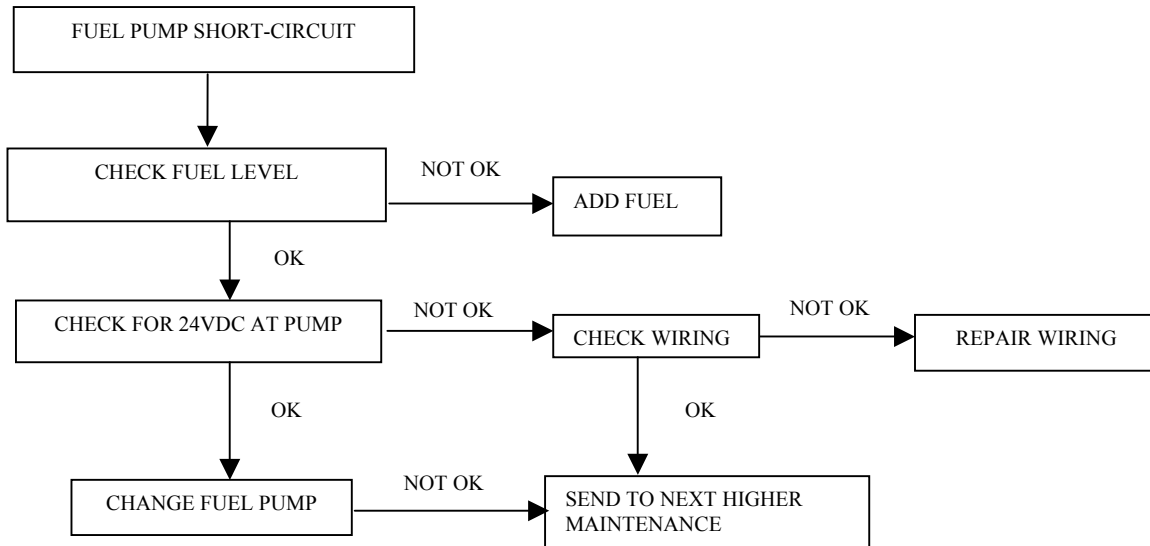 FUEL PUMP SHORT-CIRCUIT
CHECK FUEL LEVEL
NOT OK
ADD FUEL
OK
CHECK FOR 24VDC AT PUMP
NOT OK
CHECK WIRING
NOT OK
REPAIR WIRING
OK
OK
CHANGE FUEL PUMP
NOT OK
SEND TO NEXT HIGHER
MAINTENANCE